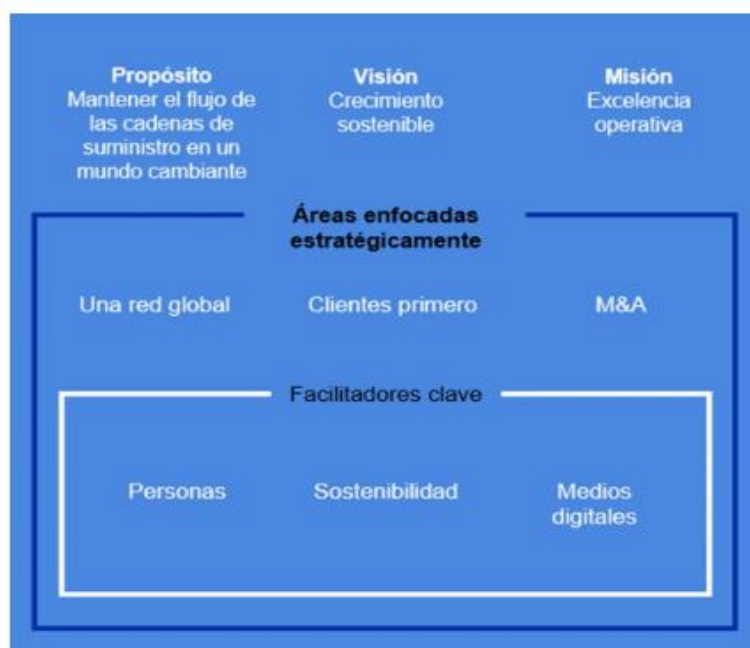 Propósito
Mantener el flujo de
las cadenas de
suministro en un
mundo cambiante
Visión
Crecimiento
sostenible
Misión
Excelencia
operativa
Áreas enfocadas
estratégicamente
Una red global
Clientes primero
M&A
Facilitadores clave
Personas
Sostenibilidad
Medios
digitales